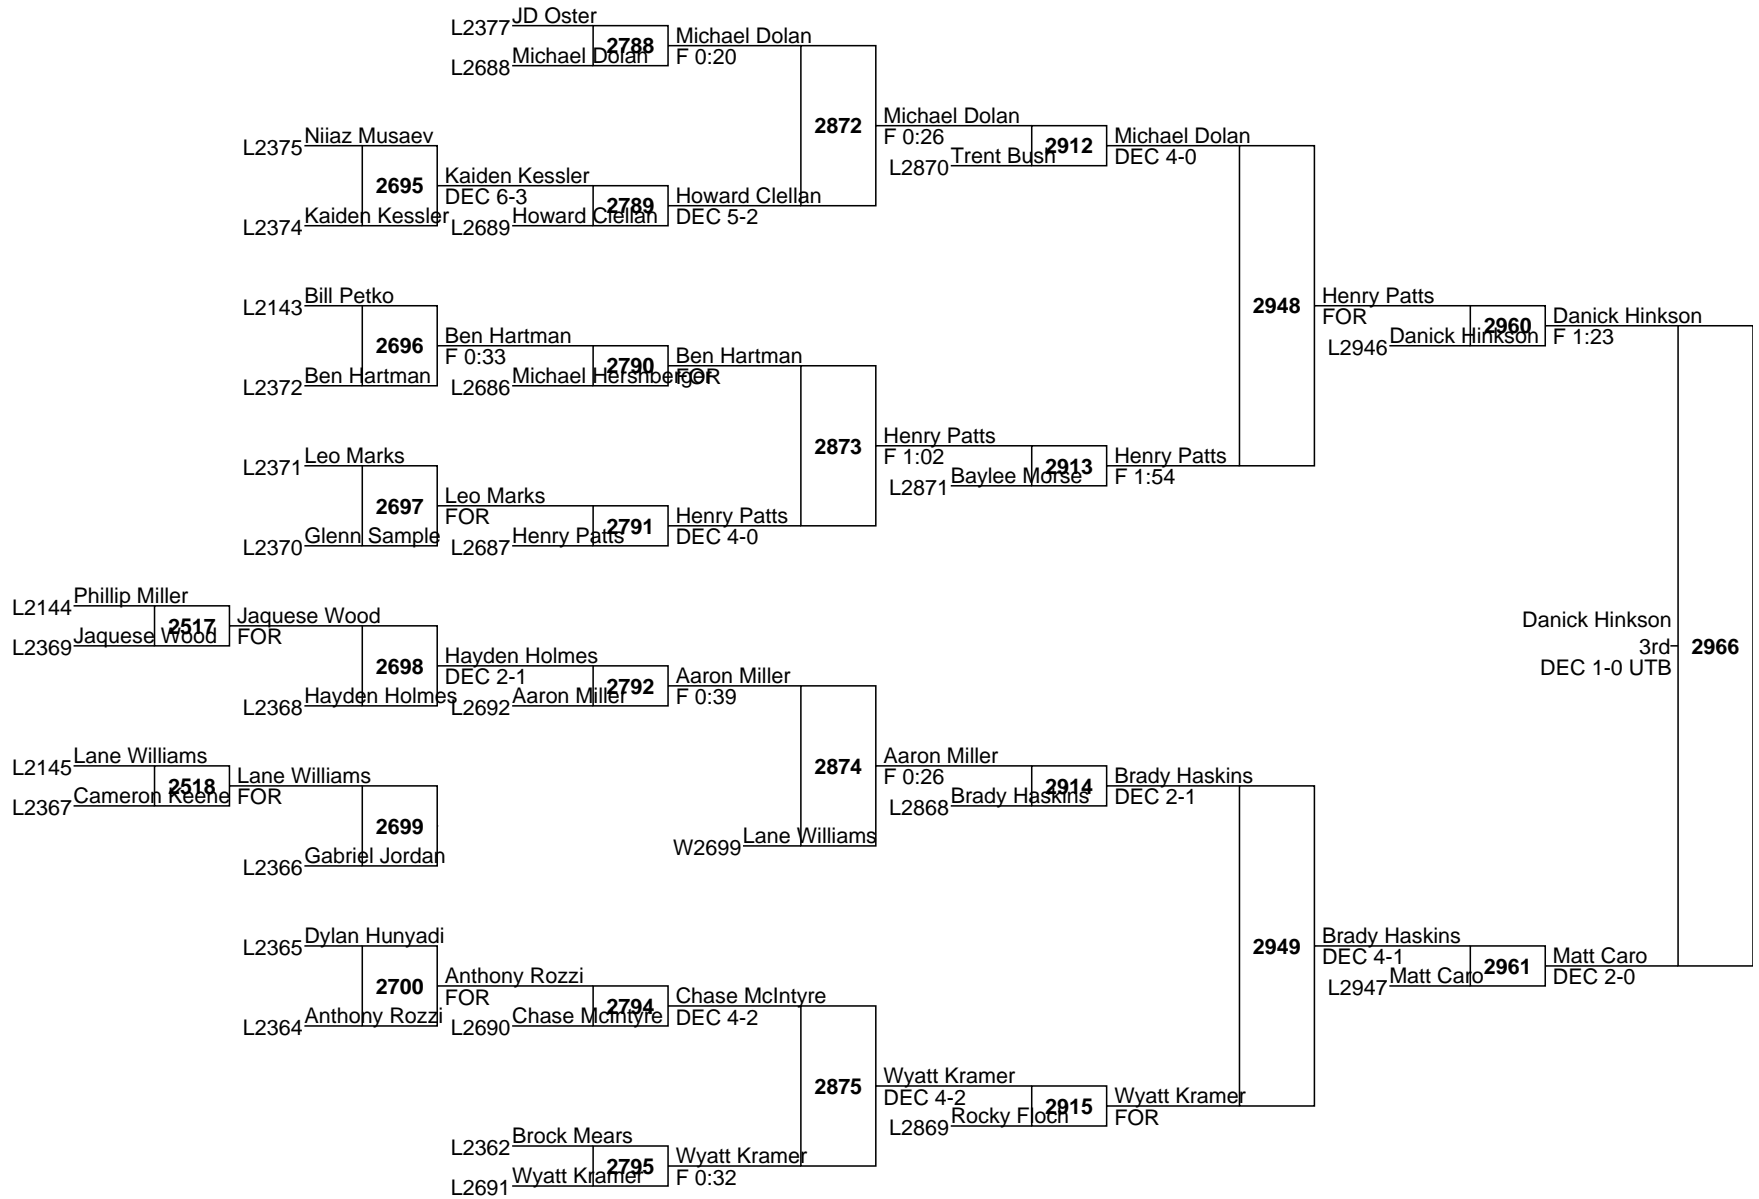 JD Oster
L2377
2788
Michael Dolan
F 0:20
Michael Dolan
L2688
2872
Michael Dolan
F 0:26
2912
Michael Dolan
DEC 4-0
L2870
Trent Bush
Niiaz Musaev
L2375
2695
Kaiden Kessler
DEC 6-3
2789
Howard Clellan
DEC 5-2
L2374
Kaiden Kessler
L2689
Howard Clellan
Bill Petko
L2143
2948
Henry Patts
FOR
2960
Danick Hinkson
F 1:23
L2946
Danick Hinkson
2696
Ben Hartman
F 0:33
2790
Ben Hartman
FOR
L2372
Ben Hartman
L2686
Michael Hershberger
2873
Henry Patts
F 1:02
2913
Henry Patts
F 1:54
L2871
Baylee Morse
Leo Marks
L2371
2697
Leo Marks
FOR
2791
Henry Patts
DEC 4-0
L2370
Glenn Sample
L2687
Henry Patts
Phillip Miller
L2144
2517
Jaquese Wood
FOR
L2369
Jaquese Wood
Danick Hinkson
3rd
DEC 1-0 UTB
2966
2698
Hayden Holmes
DEC 2-1
2792
Aaron Miller
F 0:39
L2368
Hayden Holmes
L2692
Aaron Miller
Lane Williams
L2145
2518
Lane Williams
FOR
L2367
Cameron Keene
2874
Aaron Miller
F 0:26
2914
Brady Haskins
DEC 2-1
L2868
Brady Haskins
2699
W2699
Lane Williams
L2366
Gabriel Jordan
Dylan Hunyadi
L2365
2949
Brady Haskins
DEC 4-1
2961
Matt Caro
DEC 2-0
L2947
Matt Caro
2700
Anthony Rozzi
FOR
2794
Chase McIntyre
DEC 4-2
L2364
Anthony Rozzi
L2690
Chase McIntyre
2875
Wyatt Kramer
DEC 4-2
2915
Wyatt Kramer
FOR
L2869
Rocky Floch
Brock Mears
L2362
2795
Wyatt Kramer
F 0:32
L2691
Wyatt Kramer